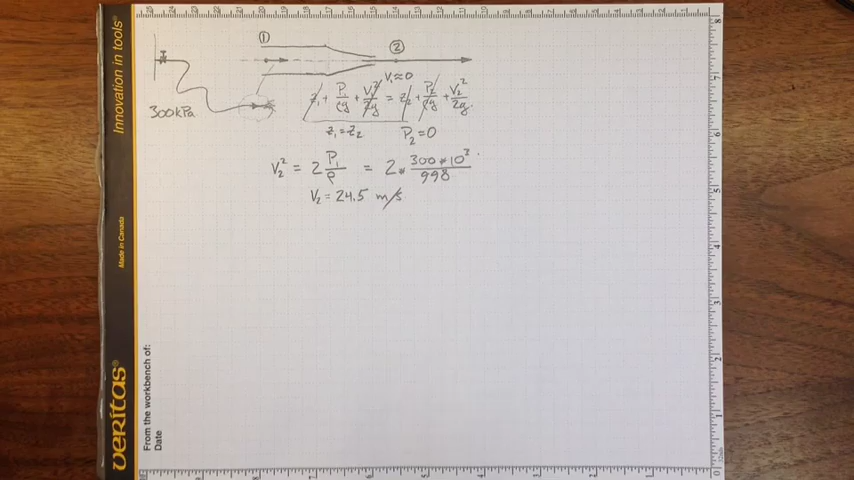 ① ②
V₁≈0
300kPa
z₁ + P₁/ρg + V₁²/2g = z₂ + P₂/ρg + V₂²/2g
z₁=z₂ P₂=0
V₂² = 2 P₁/ρ = 2 * 300*10³/998
V₂ = 24.5 m/s
Innovation in tools®
Made in Canada
veritas®
From the workbench of:
Date